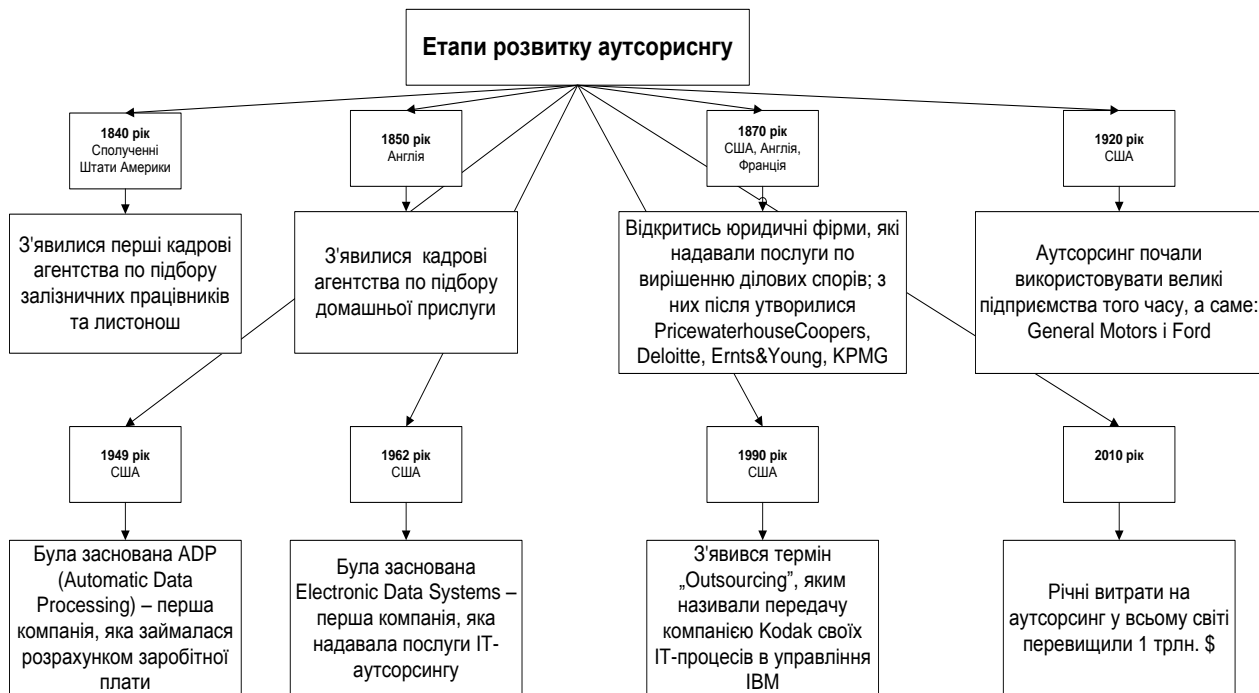 Етапи розвитку аутсориснгу
1840 рік
Сполученні
Штати Америки
1850 рік
Англія
1870 рік
США, Англія,
Франція
1920 рік
США
З'явилися перші кадрові
агентства по підбору
залізничних працівників
та листонош
З'явилися кадрові
агентства по підбору
домашньої прислуги
Відкритись юридичні фірми, які
надавали послуги по
вирішенню ділових спорів; з
них після утворилися
PricewaterhouseCoopers,
Deloitte, Ernts&Young, KPMG
Аутсорсинг почали
використовувати великі
підприємства того часу, а саме:
General Motors і Ford
1949 рік
США
1962 рік
США
1990 рік
США
2010 рік
Була заснована ADP
(Automatic Data
Processing) – перша
компанія, яка займалася
розрахунком заробітної
плати
Була заснована
Electronic Data Systems –
перша компанія, яка
надавала послуги ІТ-
аутсорсингу
З'явився термін
„Outsourcing”, яким
називали передачу
компанією Kodak своїх
ІТ-процесів в управління
IBM
Річні витрати на
аутсорсинг у всьому світі
перевищили 1 трлн. $